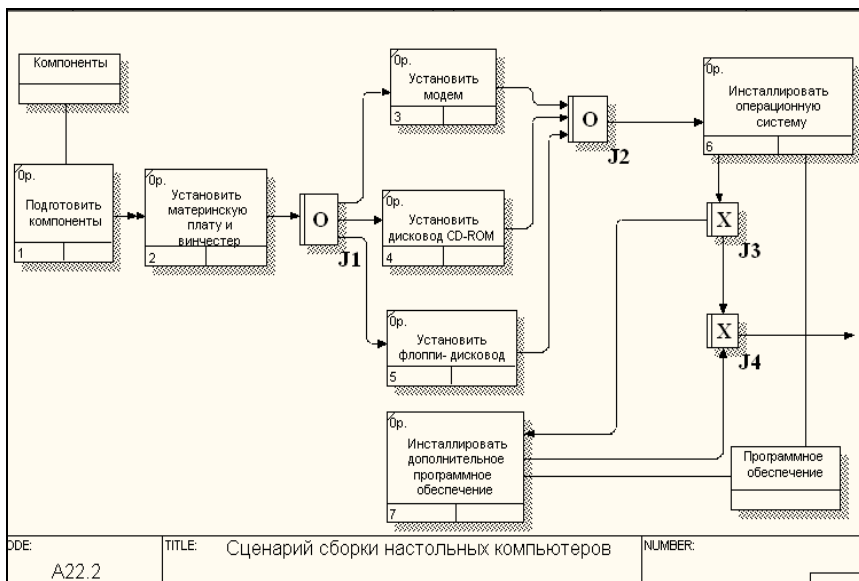 Компоненты
0р.
Подготовить
компоненты
1
0р.
Установить
материнскую
плату и
винчестер
2
O
J1
0р.
Установить
модем
3
0р.
Установить
дисковод CD-ROM
4
0р.
Установить
флоппи- дисковод
5
O
J2
0р.
Инсталлировать
операционную
систему
6
X
J3
X
J4
0р.
Инсталлировать
дополнительное
программное
обеспечение
7
Программное
обеспечение
ODE:
A22.2
TITLE: Сценарий сборки настольных компьютеров
NUMBER: